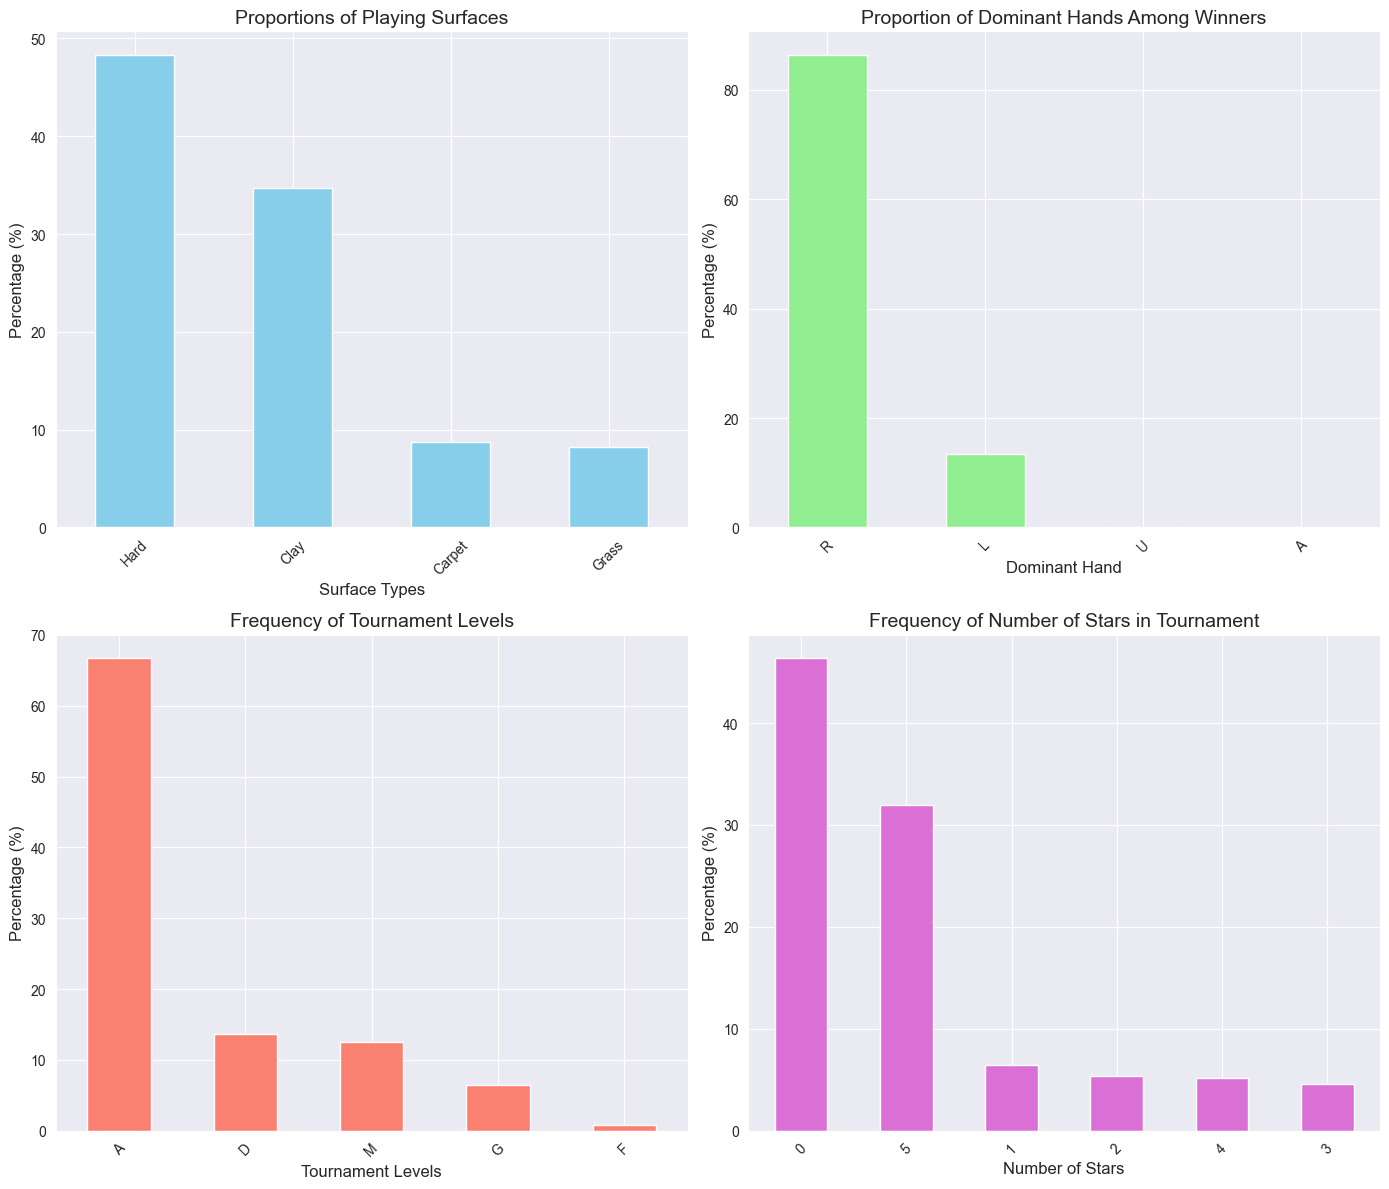 Proportions of Playing Surfaces
Percentage (%)
50
40
30
20
10
0
Hard
Clay
Carpet
Grass
Surface Types
Proportion of Dominant Hands Among Winners
Percentage (%)
80
60
40
20
0
R
L
U
A
Dominant Hand
Frequency of Tournament Levels
Percentage (%)
70
60
50
40
30
20
10
0
A
D
M
G
F
Tournament Levels
Frequency of Number of Stars in Tournament
Percentage (%)
40
30
20
10
0
0
5
1
2
4
3
Number of Stars